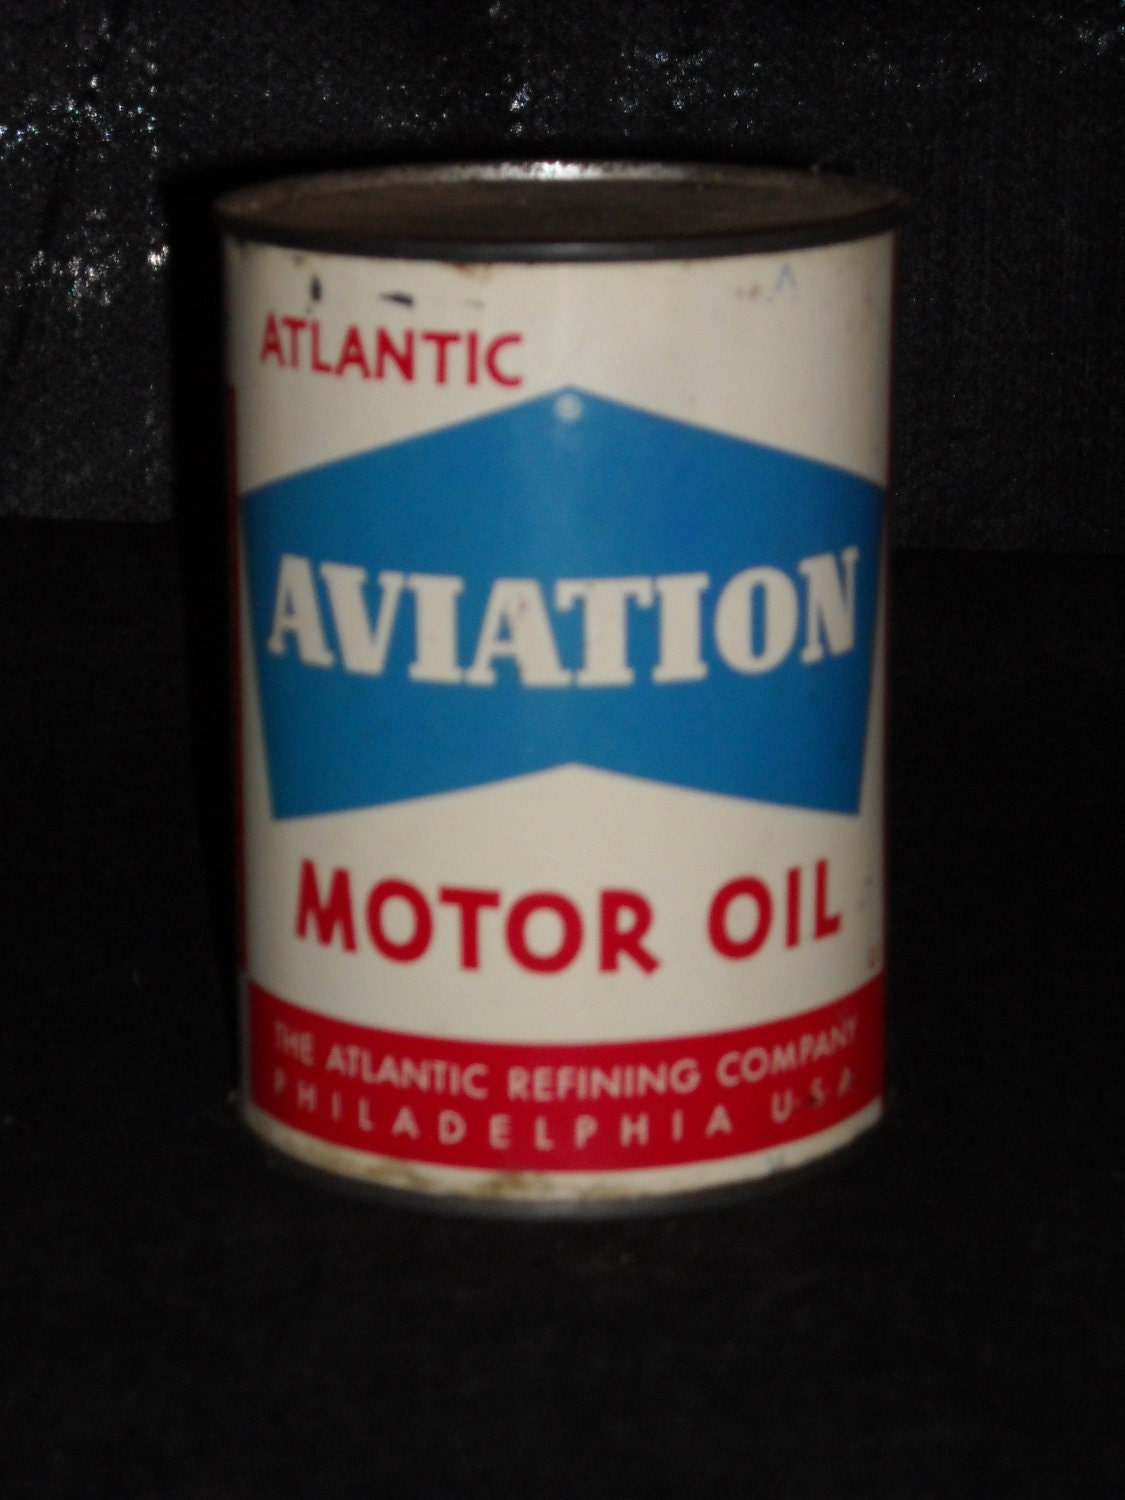 ATLANTIC
AVIATION
MOTOR OIL
THE ATLANTIC REFINING COMPANY
PHILADELPHIA U·S·A·